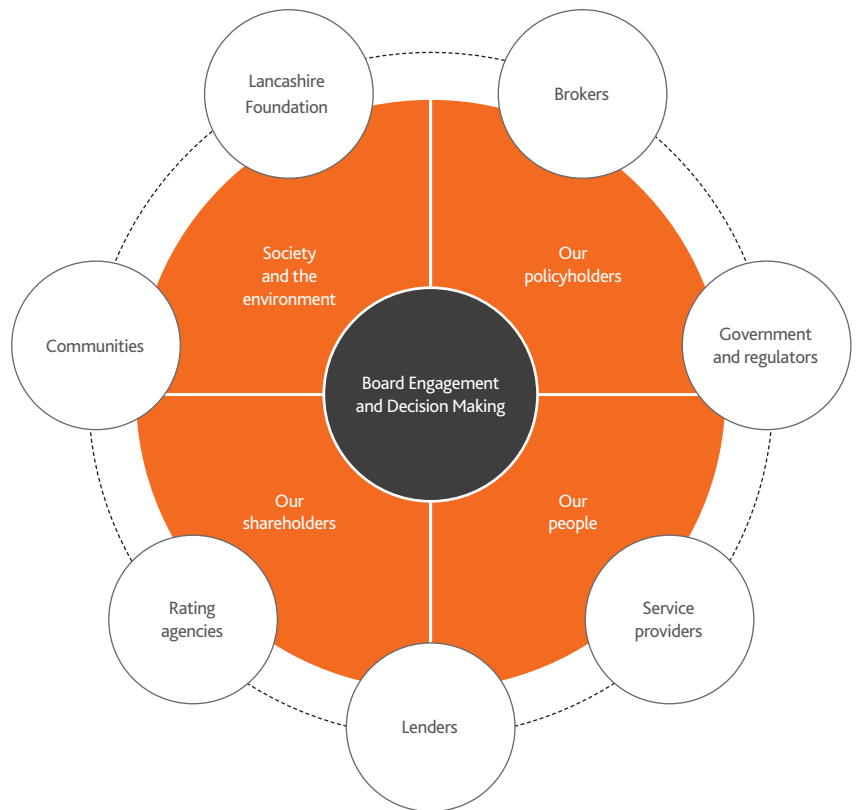 Lancashire
Foundation
Brokers
Society
and the
environment
Our
policyholders
Communities
Government
and regulators
Board Engagement
and Decision Making
Our
shareholders
Our
people
Rating
agencies
Service
providers
Lenders